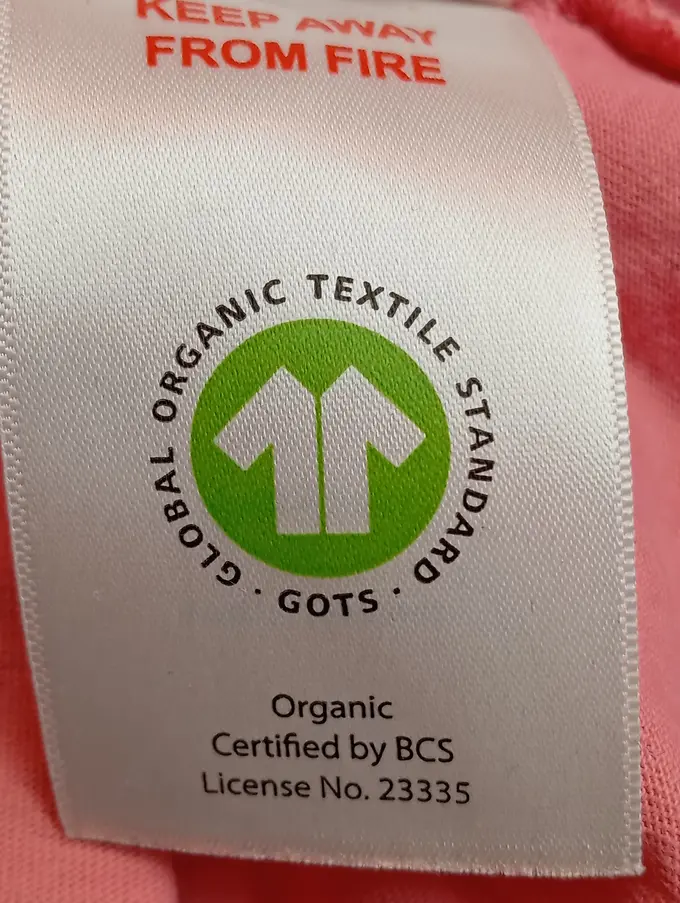 KEEP AWAY
FROM FIRE
GLOBAL ORGANIC TEXTILE STANDARD · GOTS ·
Organic
Certified by BCS
License No. 23335